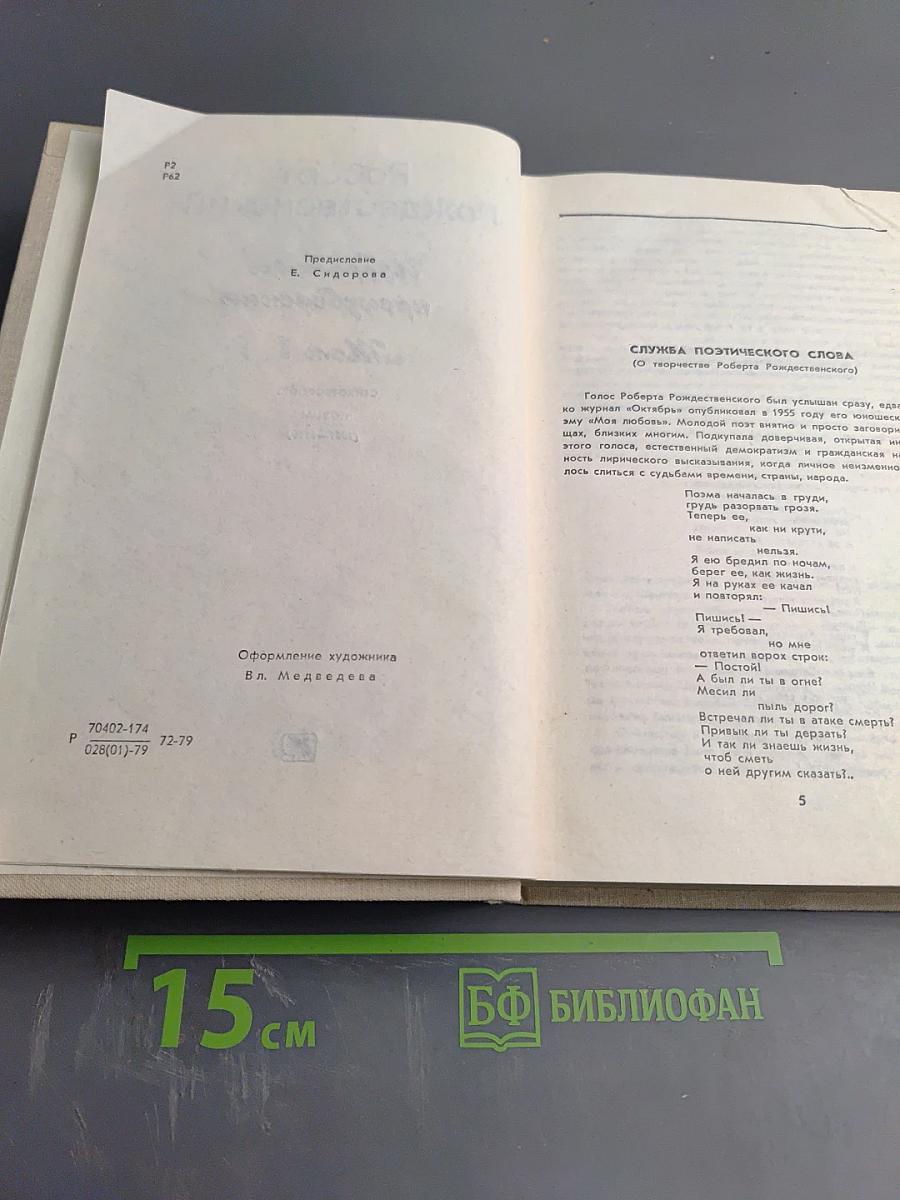 Р2
Р62
Предисловие
Е. Сидорова
Оформление художника
Вл. Медведева
Р 70402-174 72-79
028(01)-79
СЛУЖБА ПОЭТИЧЕСКОГО СЛОВА
(О творчестве Роберта Рождественского)
Голос Роберта Рождественского был услышан сразу, едва
ко журнал «Октябрь» опубликовал в 1955 году его юношеск
эму «Моя любовь». Молодой поэт внятно и просто заговори
щах, близких многим. Подкупала доверчивая, открытая ин
этого голоса, естественный демократизм и гражданская на
ность лирического высказывания, когда личное неизменно
лось слиться с судьбами времени, страны, народа.
Поэма началась в груди,
грудь разорвать грозя.
Теперь ее,
как ни крути,
не написать
нельзя.
Я ею бредил по ночам,
берег ее, как жизнь.
Я на руках ее качал
и повторял:
— Пишись!
Пишись! —
Я требовал,
но мне
ответил ворох строк:
— Постой!
А был ли ты в огне?
Месил ли
пыль дорог?
Встречал ли ты в атаке смерть?
Привык ли ты дерзать?
И так ли знаешь жизнь,
чтоб сметь
о ней другим сказать?..
5
15 см
БФ БИБЛИОФАН